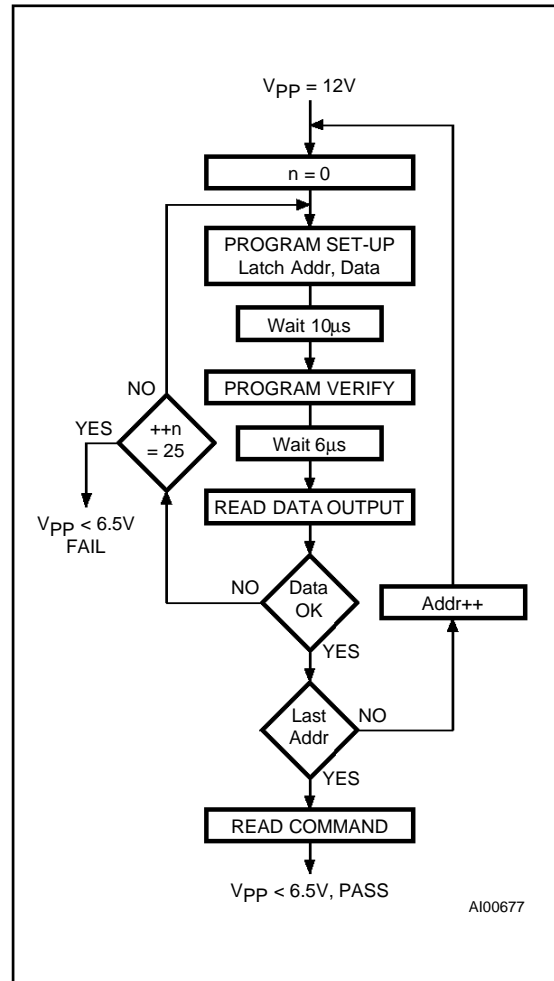 VPP = 12V
n = 0
PROGRAM SET-UP
Latch Addr, Data
Wait 10µs
PROGRAM VERIFY
Wait 6µs
READ DATA OUTPUT
Data
OK
NO
YES
++n
= 25
NO
YES
VPP < 6.5V
FAIL
Last
Addr
NO
Addr++
YES
READ COMMAND
VPP < 6.5V, PASS
AI00677